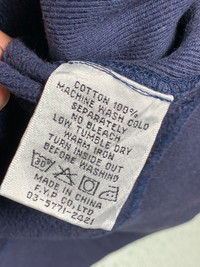 COTTON 100%
MACHINE WASH COLD
SEPARATELY
NO BLEACH
LOW TUMBLE DRY
WARM IRON
TURN INSIDE OUT
BEFORE WASHING
30°
MADE IN CHINA
F.Y.P CO,LTD
03-5771-2421